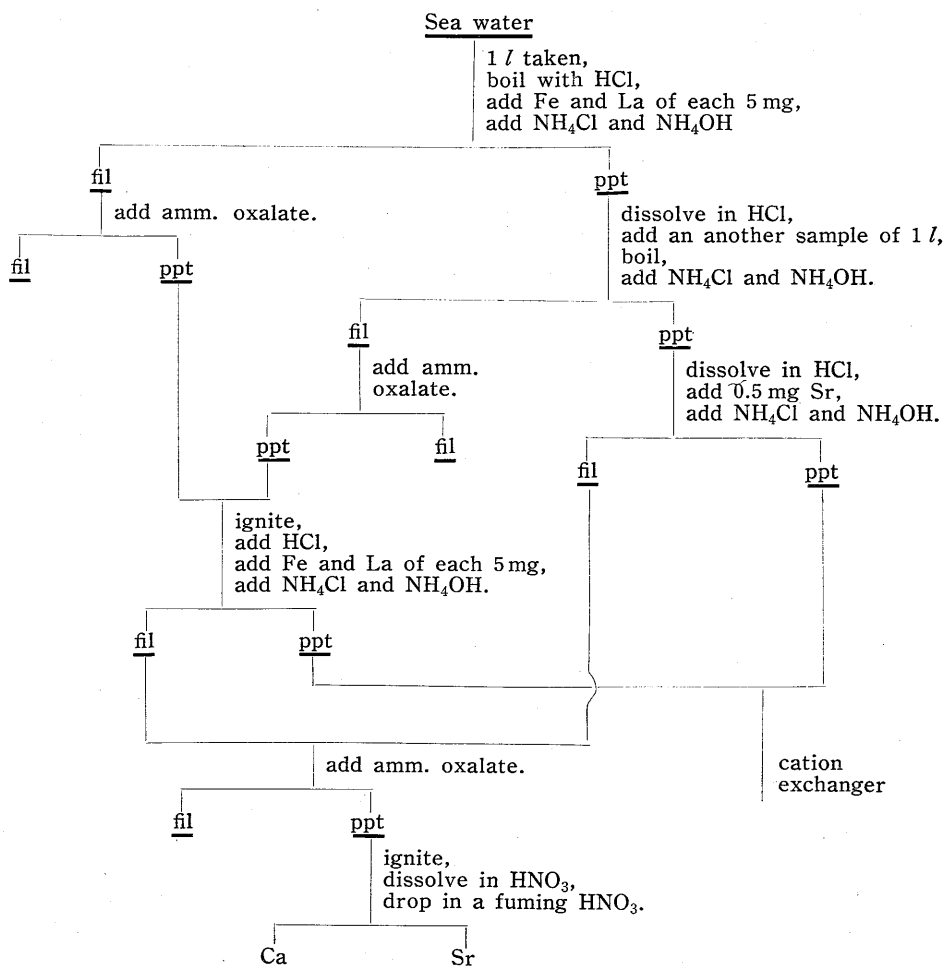 Sea water
1 l taken,
boil with HCl,
add Fe and La of each 5 mg,
add NH₄Cl and NH₄OH
fil
ppt
add amm. oxalate.
dissolve in HCl,
add an another sample of 1 l,
boil,
add NH₄Cl and NH₄OH.
fil
ppt
fil
ppt
add amm.
oxalate.
dissolve in HCl,
add 0.5 mg Sr,
add NH₄Cl and NH₄OH.
ppt
fil
fil
ppt
ignite,
add HCl,
add Fe and La of each 5 mg,
add NH₄Cl and NH₄OH.
fil
ppt
add amm. oxalate.
cation
exchanger
fil
ppt
ignite,
dissolve in HNO₃,
drop in a fuming HNO₃.
Ca
Sr